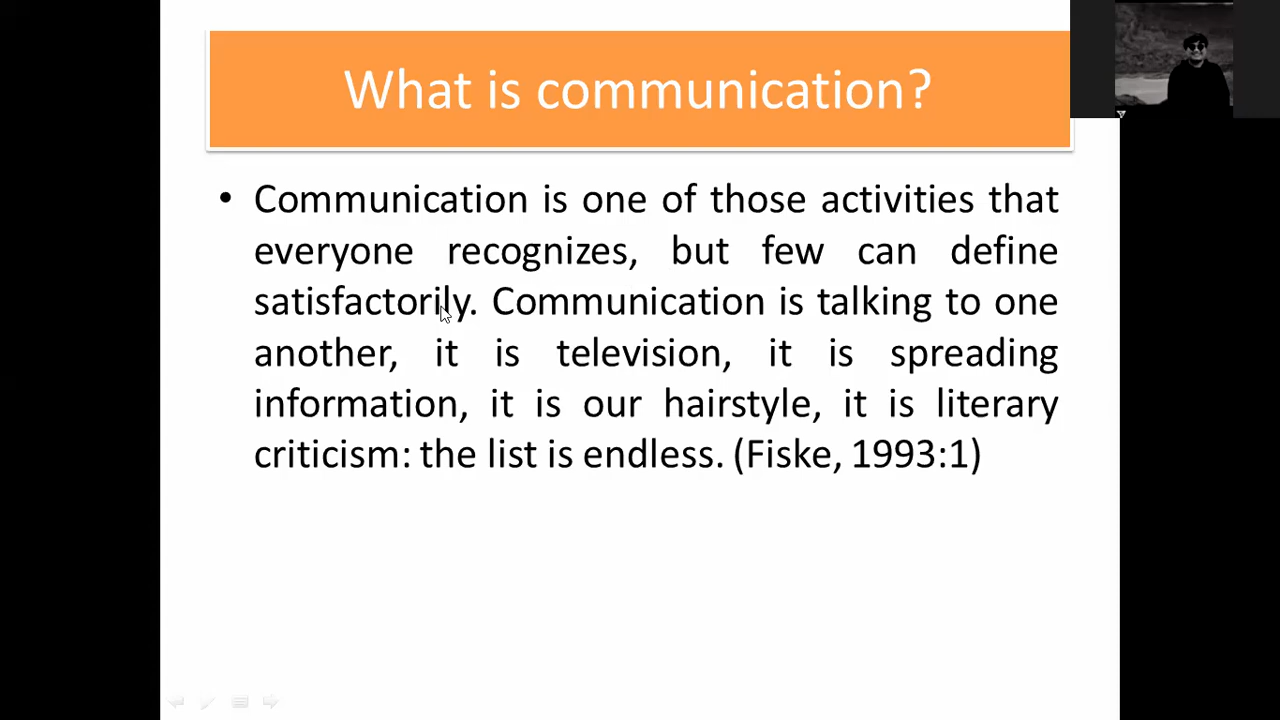 What is communication?
• Communication is one of those activities that
everyone recognizes, but few can define
satisfactorily. Communication is talking to one
another, it is television, it is spreading
information, it is our hairstyle, it is literary
criticism: the list is endless. (Fiske, 1993:1)